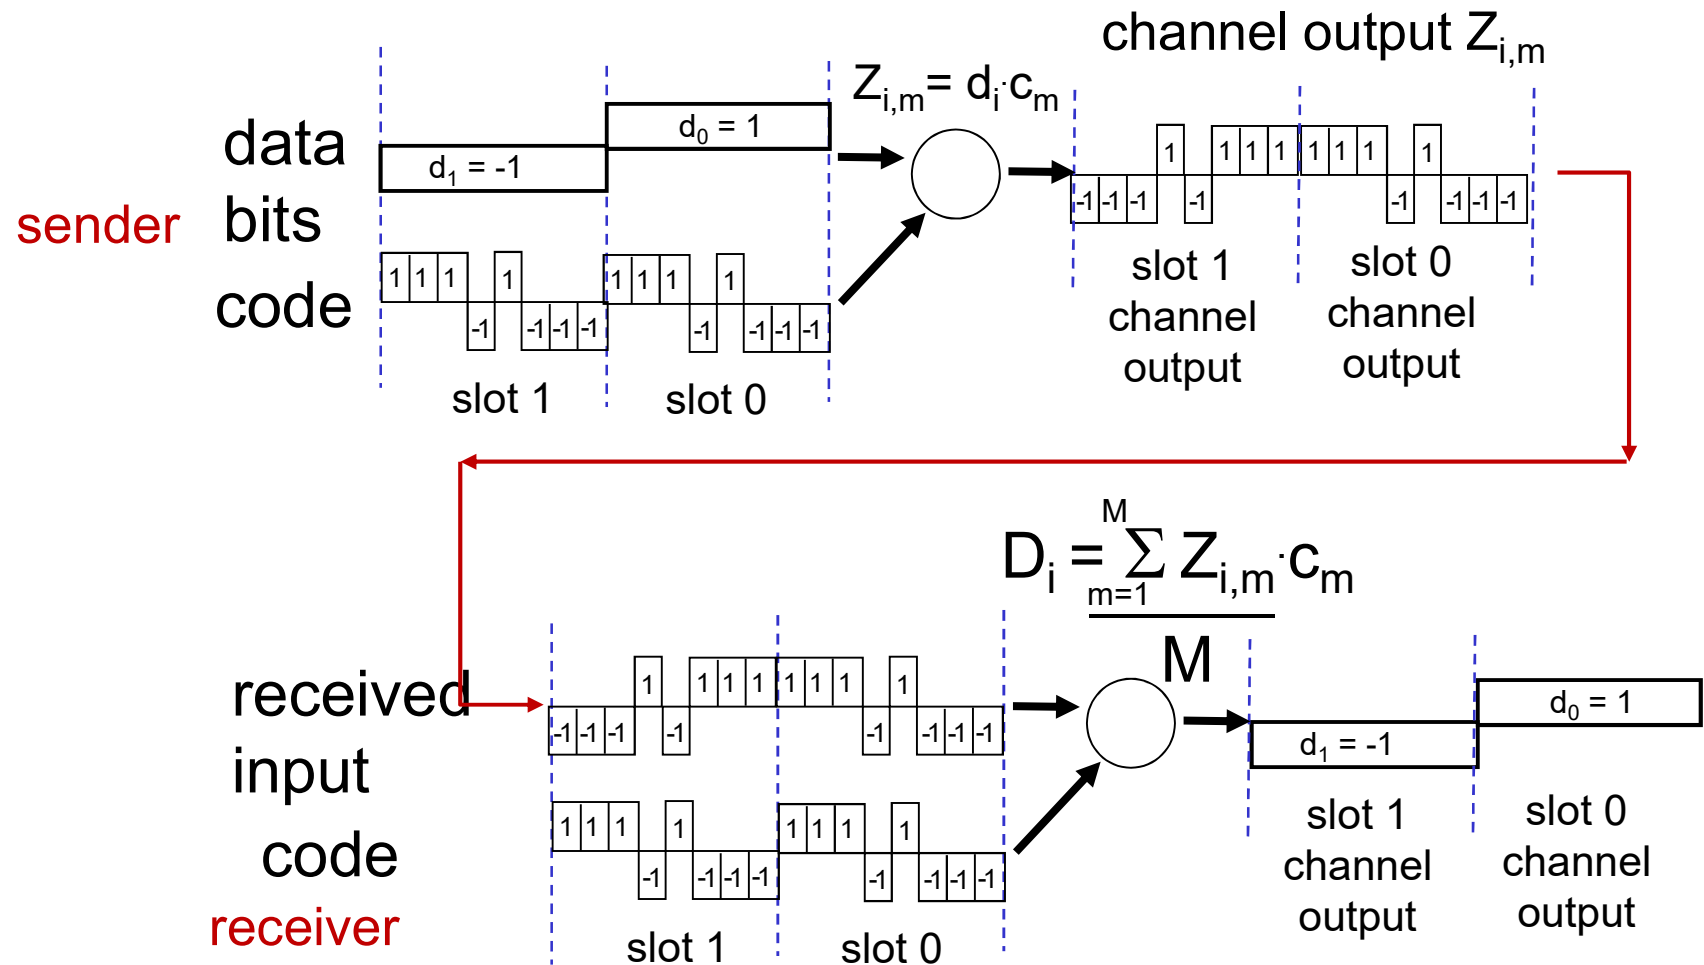 channel output Z_i,m
Z_i,m = d_i·c_m
data bits
d_1 = -1
d_0 = 1
sender
code
1 1 1 -1 1 -1 -1 -1
1 1 1 -1 1 -1 -1 -1
slot 1
slot 0
-1 -1 -1 1 -1 1 1 1
1 1 1 -1 1 -1 -1 -1
slot 1
channel
output
slot 0
channel
output
D_i = Σ Z_i,m·c_m
M
m=1
M
received
input
-1 -1 -1 1 -1 1 1 1
1 1 1 -1 1 -1 -1 -1
code
1 1 1 -1 1 -1 -1 -1
1 1 1 -1 1 -1 -1 -1
receiver
slot 1
slot 0
d_1 = -1
d_0 = 1
slot 1
channel
output
slot 0
channel
output